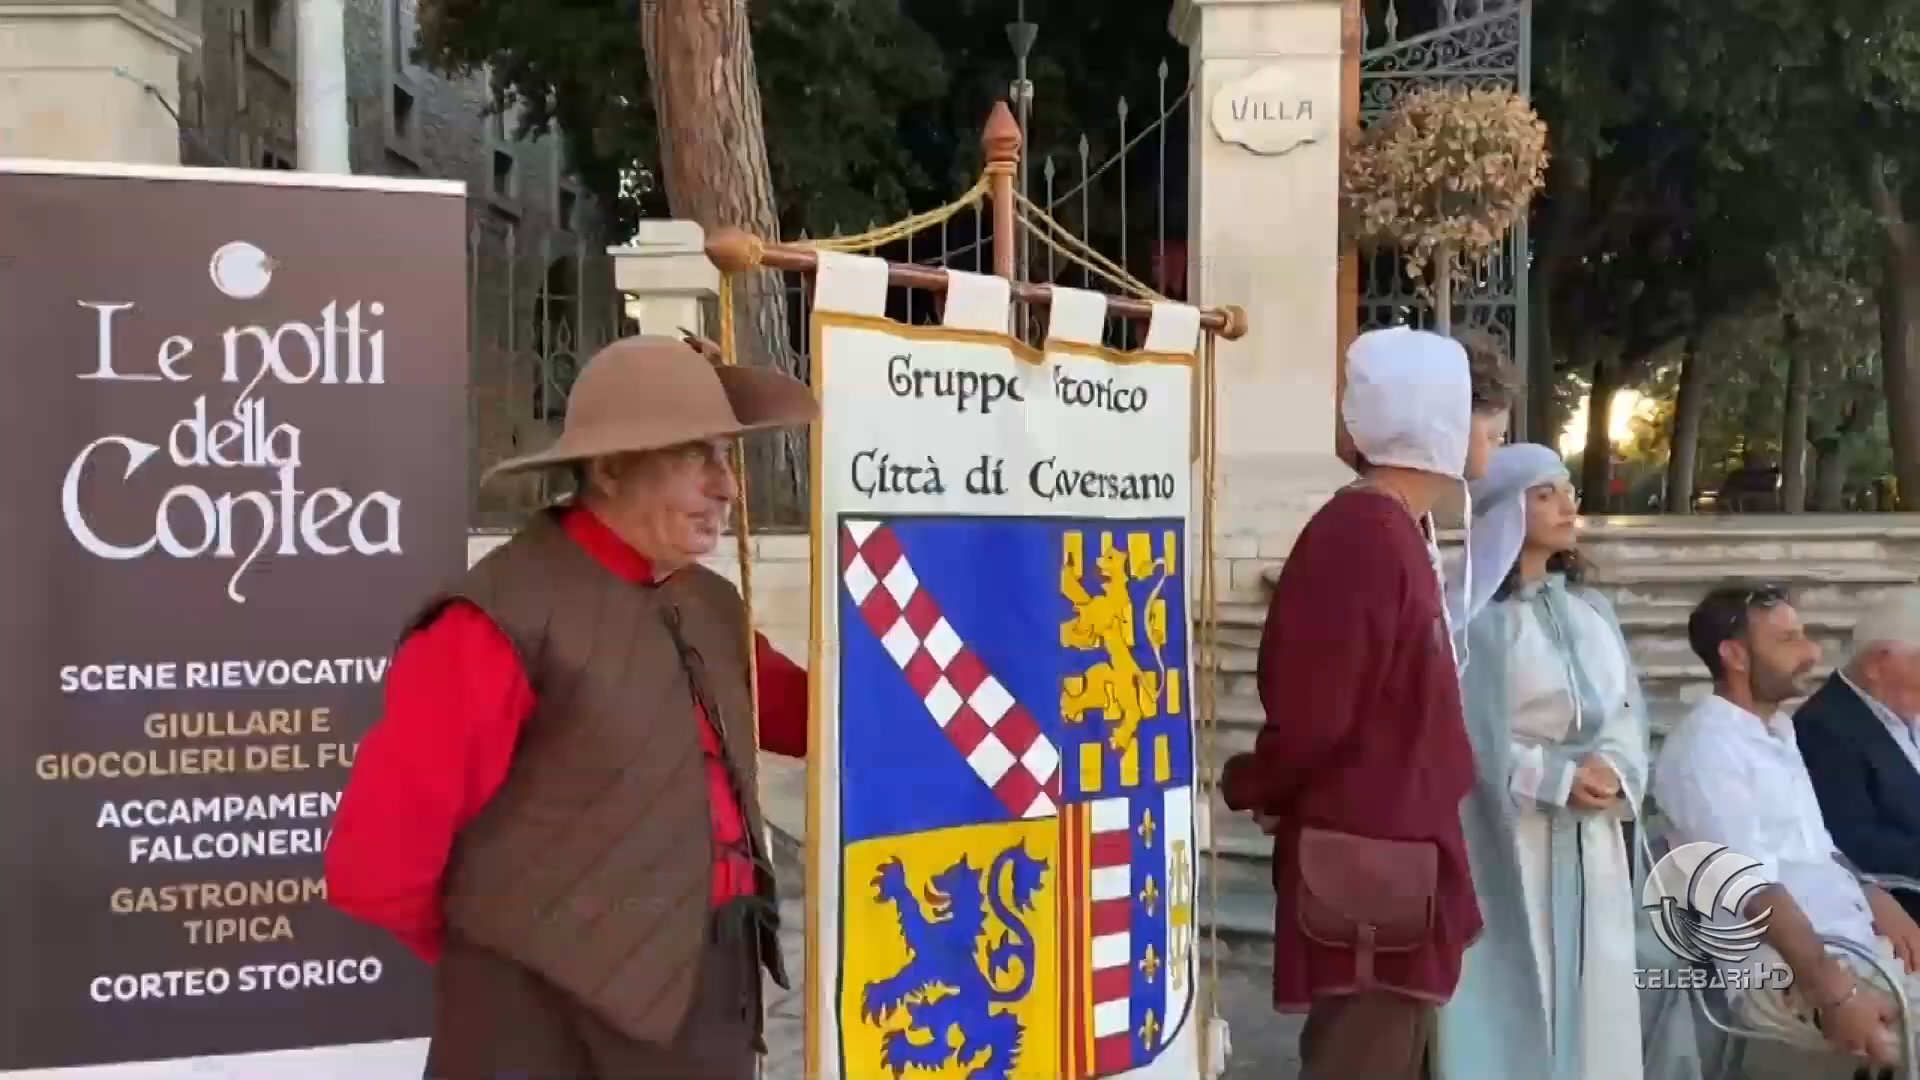 Le notti
della
Contea
SCENE RIEVOCATIV
GIULLARI E
GIOCOLIERI DEL FU
ACCAMPAMEN
FALCONERI
GASTRONOM
TIPICA
CORTEO STORICO
Gruppo Storico
Città di Conversano
VILLA
TELEBARI HD